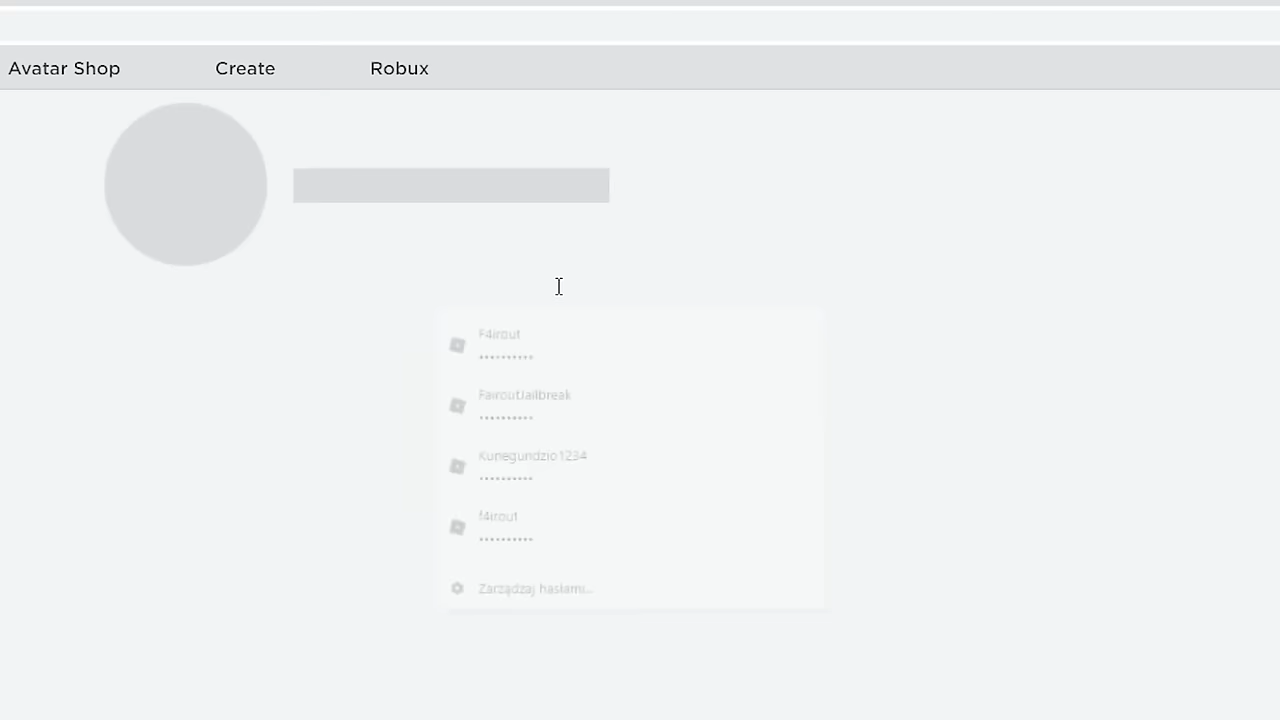 Avatar Shop Create Robux
F4irout
••••••••••
FairoutJailbreak
••••••••••
Kunegundzio1234
••••••••••
f4irout
••••••••••
Zarządzaj hasłami...